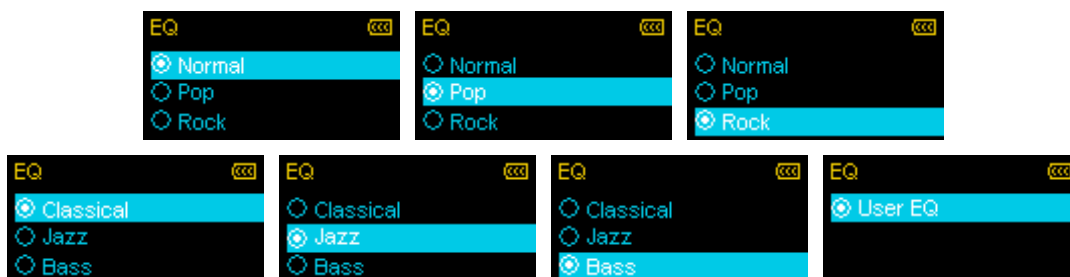 EQ
Normal
Pop
Rock
EQ
Normal
Pop
Rock
EQ
Normal
Pop
Rock
EQ
Classical
Jazz
Bass
EQ
Classical
Jazz
Bass
EQ
Classical
Jazz
Bass
EQ
User EQ